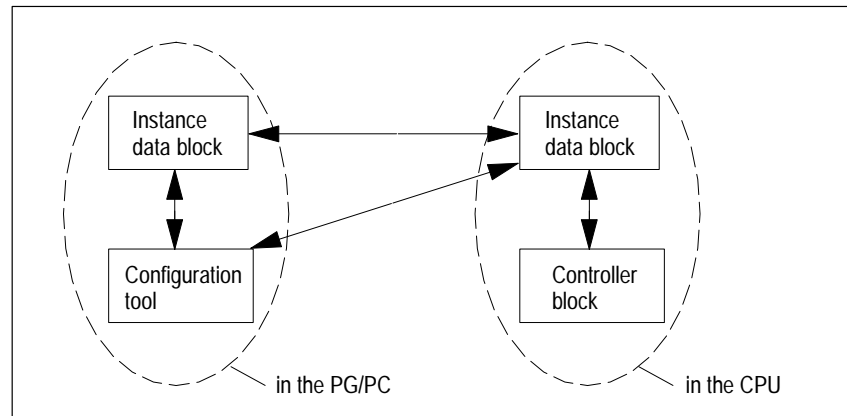 Instance
data block
Instance
data block
Configuration
tool
Controller
block
in the PG/PC
in the CPU